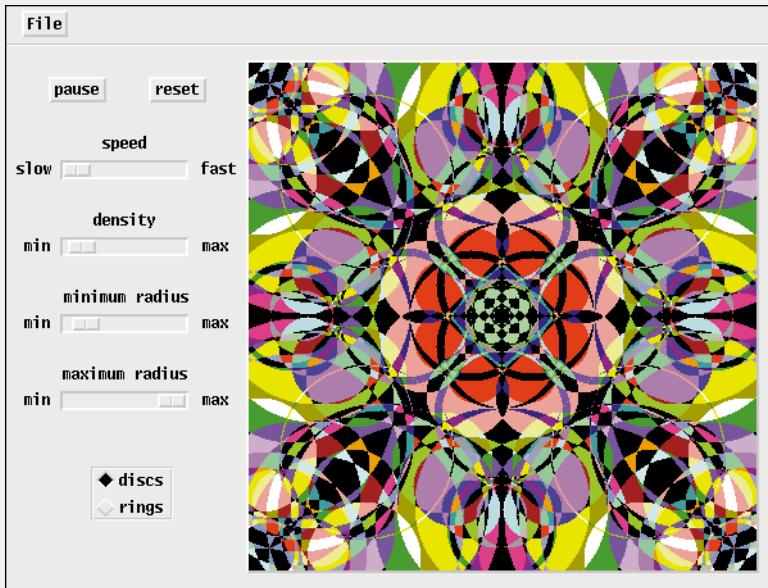 File
pause reset
speed
slow fast
density
min max
minimum radius
min max
maximum radius
min max
discs
rings